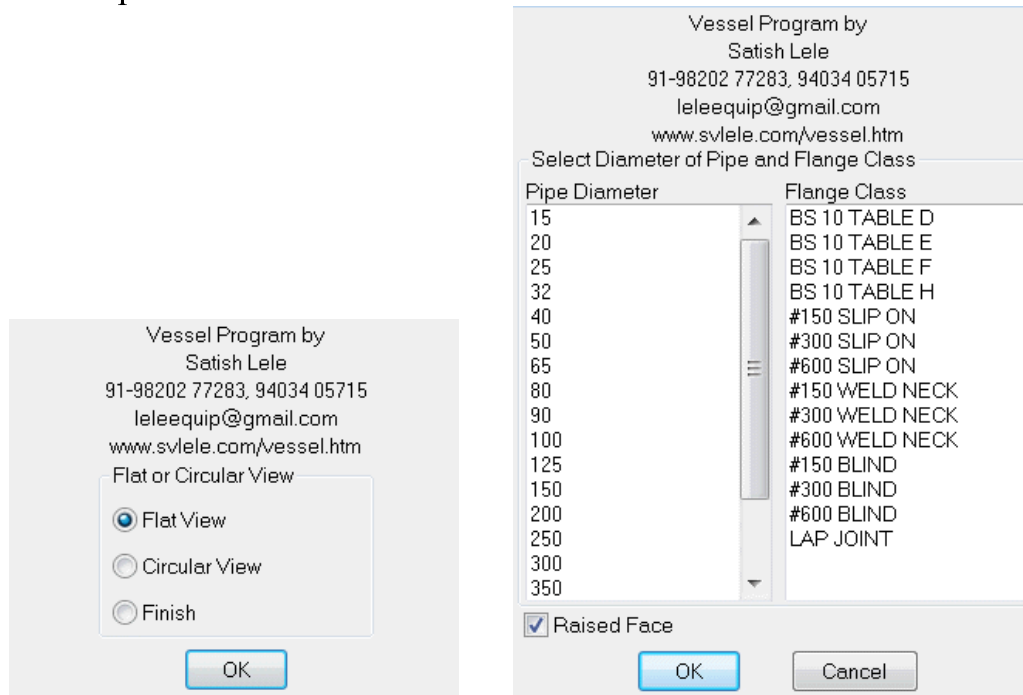 Vessel Program by
Satish Lele
91-98202 77283, 94034 05715
leleequip@gmail.com
www.svlele.com/vessel.htm
Flat or Circular View
Flat View
Circular View
Finish
OK
Vessel Program by
Satish Lele
91-98202 77283, 94034 05715
leleequip@gmail.com
www.svlele.com/vessel.htm
Select Diameter of Pipe and Flange Class
Pipe Diameter
15
20
25
32
40
50
65
80
90
100
125
150
200
250
300
350
Flange Class
BS 10 TABLE D
BS 10 TABLE E
BS 10 TABLE F
BS 10 TABLE H
#150 SLIP ON
#300 SLIP ON
#600 SLIP ON
#150 WELD NECK
#300 WELD NECK
#600 WELD NECK
#150 BLIND
#300 BLIND
#600 BLIND
LAP JOINT
Raised Face
OK
Cancel